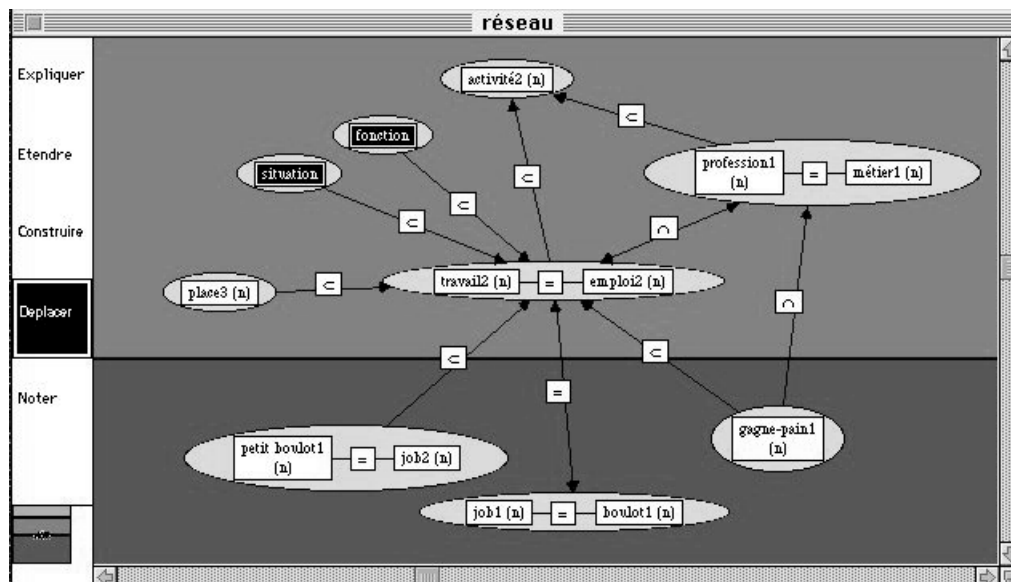 réseau
Expliquer
Etendre
Construire
Deplacer
Noter
activité2 (n)
⊂
fonction
profession1
(n)
=
métier1 (n)
situation
⊂
⊂
⊂
∩
travail2 (n)
=
emploi2 (n)
place3 (n)
⊂
∩
⊂
⊂
=
petit boulot1
(n)
=
job2 (n)
gagne-pain1
(n)
job1 (n)
=
boulot1 (n)